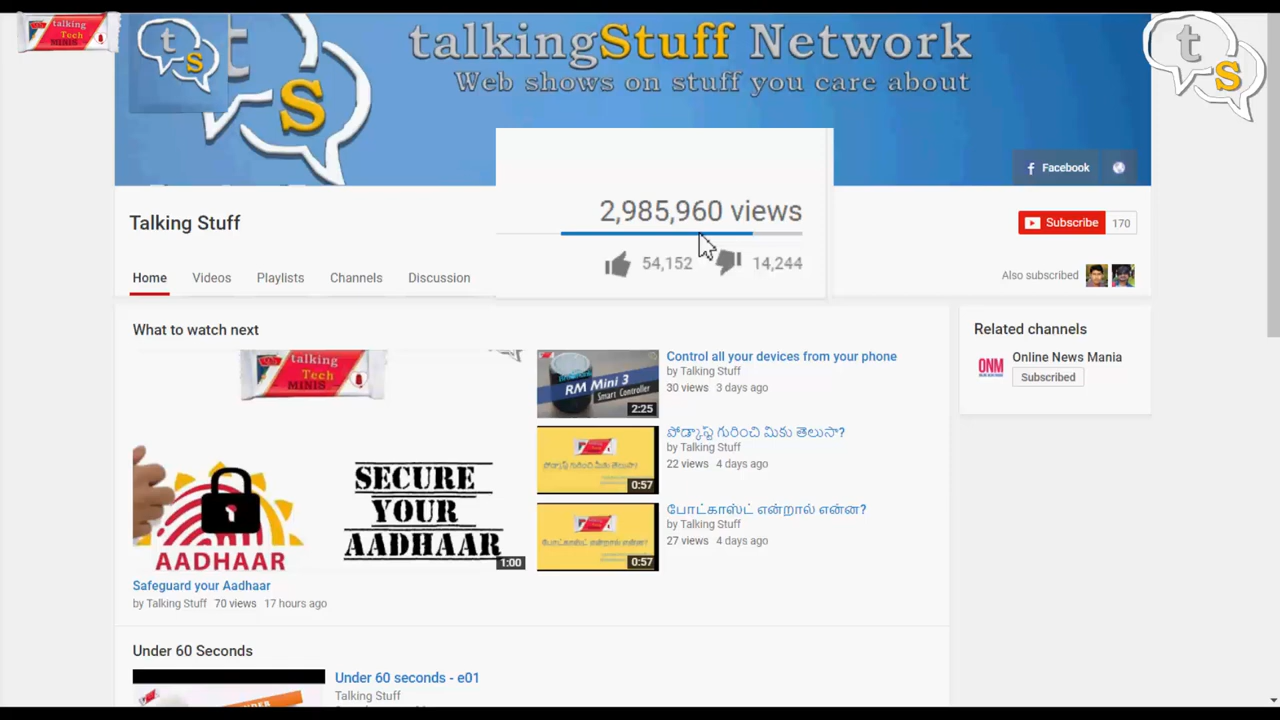 talking
Tech
MINIS
t
s
talkingStuff Network
Web shows on stuff you care about
t
s
t
s
Facebook
2,985,960 views
54,152
14,244
Talking Stuff
Subscribe 170
Home Videos Playlists Channels Discussion
Also subscribed
What to watch next
talking
Tech
MINIS
SECURE
YOUR
AADHAAR
AADHAAR
1:00
Safeguard your Aadhaar
by Talking Stuff 70 views 17 hours ago
RM Mini 3
Smart Controller
2:25
Control all your devices from your phone
by Talking Stuff
30 views 3 days ago
పోడ్కాస్ట్ గురించి మికు తెలుసా?
0:57
పోడ్కాస్ట్ గురించి మికు తెలుసా?
by Talking Stuff
22 views 4 days ago
போட்காஸ்ட் என்றால் என்ன?
0:57
போட்காஸ்ட் என்றால் என்ன?
by Talking Stuff
27 views 4 days ago
Related channels
ONM
Online News Mania
Subscribed
Under 60 Seconds
Under 60 seconds - e01
Talking Stuff